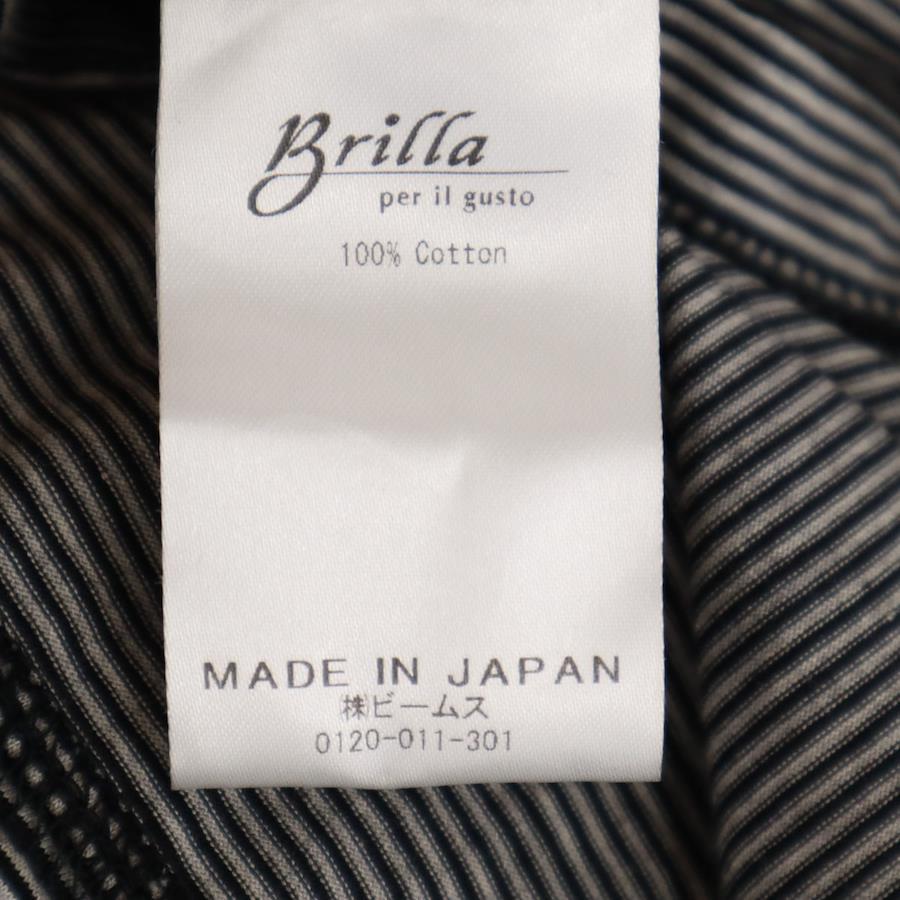 Brilla
per il gusto
100% Cotton
MADE IN JAPAN
㈱ビームス
0120-011-301